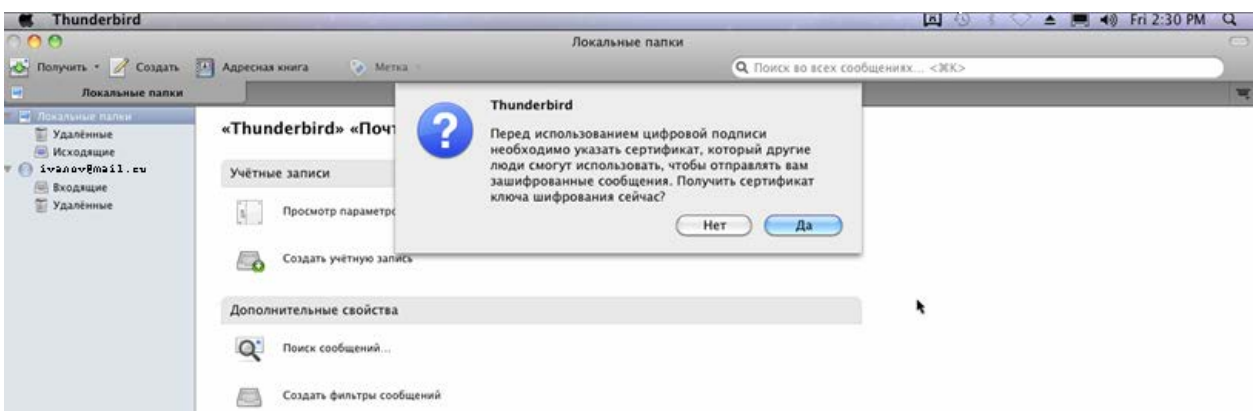 Thunderbird
Fri 2:30 PM
Локальные папки
Получить
Создать
Адресная книга
Метка
Поиск во всех сообщениях... <⌘K>
Локальные папки
Локальные папки
Удалённые
Исходящие
ivanov@mail.ru
Входящие
Удалённые
«Thunderbird» «Поч
Учётные записи
Просмотр параметро
Создать учётную запись
Дополнительные свойства
Поиск сообщений...
Создать фильтры сообщений
Thunderbird
Перед использованием цифровой подписи
необходимо указать сертификат, который другие
люди смогут использовать, чтобы отправлять вам
зашифрованные сообщения. Получить сертификат
ключа шифрования сейчас?
Нет
Да